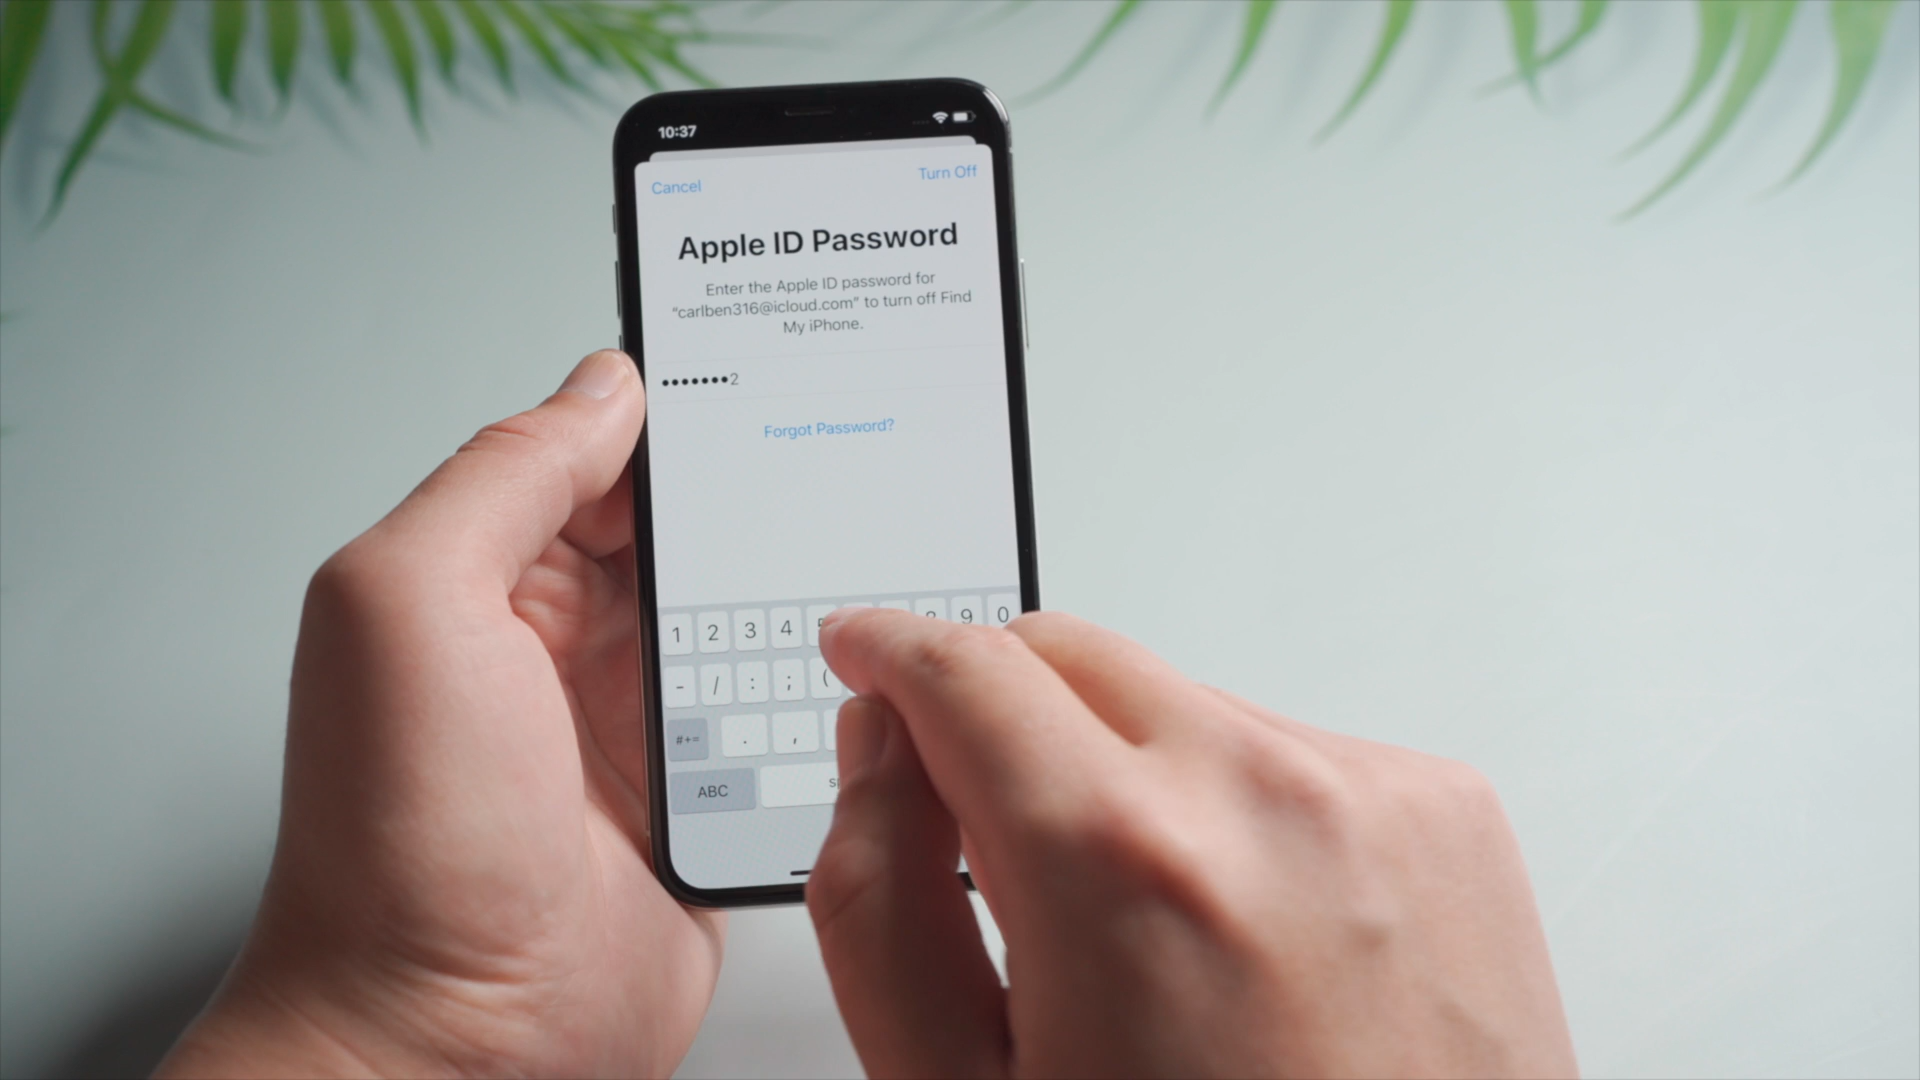 10:37
Cancel Turn Off
Apple ID Password
Enter the Apple ID password for
“carlben316@icloud.com” to turn off Find
My iPhone.
•••••••2
Forgot Password?
1 2 3 4 9 0
- / : ; (
#+= . ,
ABC